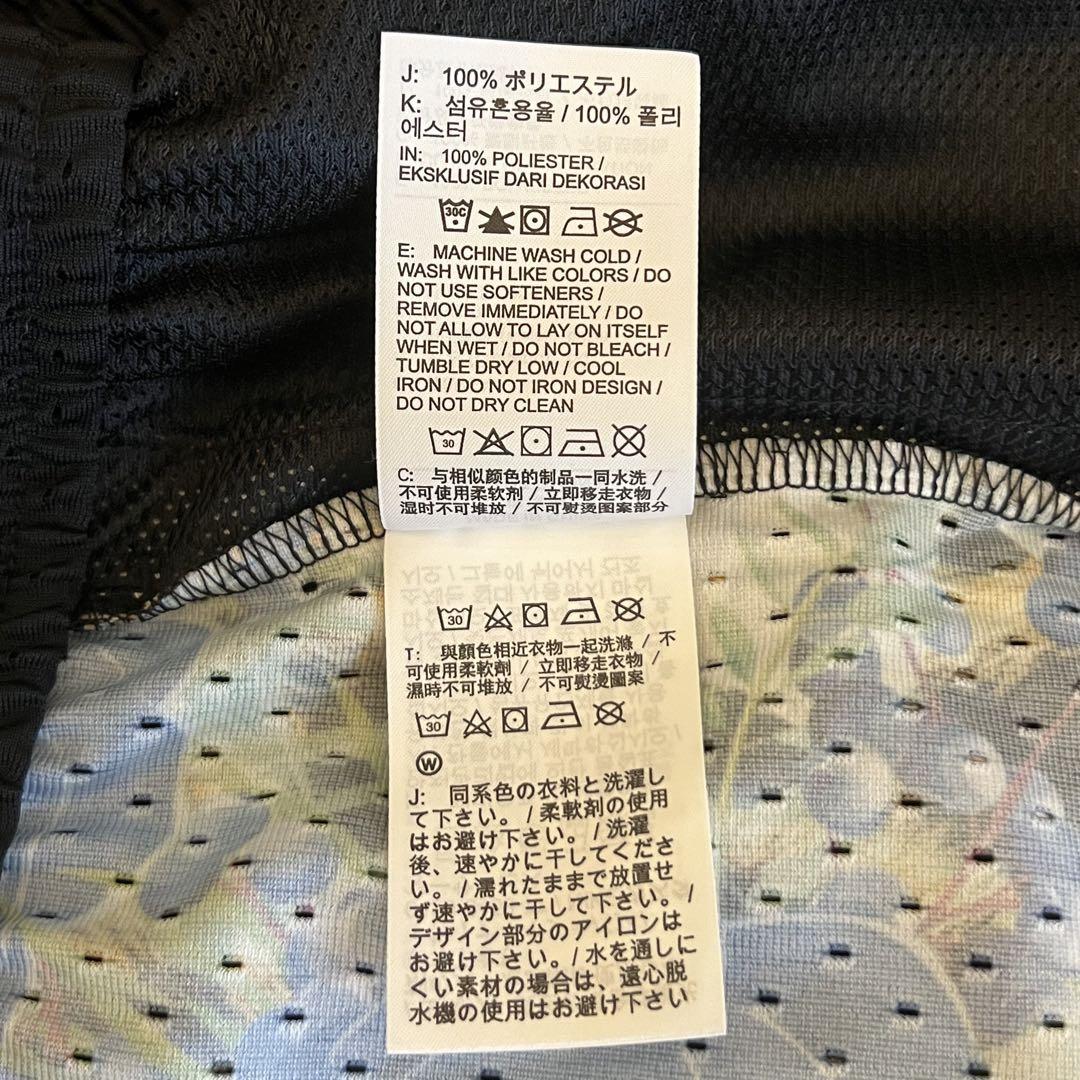 J: 100% ポリエステル
K: 섬유혼용율 / 100% 폴리
에스터
IN: 100% POLIESTER /
EKSKLUSIF DARI DEKORASI
30C
E: MACHINE WASH COLD /
WASH WITH LIKE COLORS / DO
NOT USE SOFTENERS /
REMOVE IMMEDIATELY / DO
NOT ALLOW TO LAY ON ITSELF
WHEN WET / DO NOT BLEACH /
TUMBLE DRY LOW / COOL
IRON / DO NOT IRON DESIGN /
DO NOT DRY CLEAN
30
C: 与相似颜色的制品一同水洗 /
不可使用柔软剂 / 立即移走衣物 /
湿时不可堆放 / 不可熨烫图案部分
30
T: 與顏色相近衣物一起洗滌 / 不
可使用柔軟劑 / 立即移走衣物 /
濕時不可堆放 / 不可熨燙圖案
30
W
J: 同系色の衣料と洗濯し
て下さい。 / 柔軟剤の使用
はお避け下さい。 / 洗濯
後、速やかに干してくださ
い。 / 濡れたままで放置せ
ず速やかに干して下さい。 /
デザイン部分のアイロンは
お避け下さい。 / 水を通しに
くい素材の場合は、遠心脱
水機の使用はお避け下さい